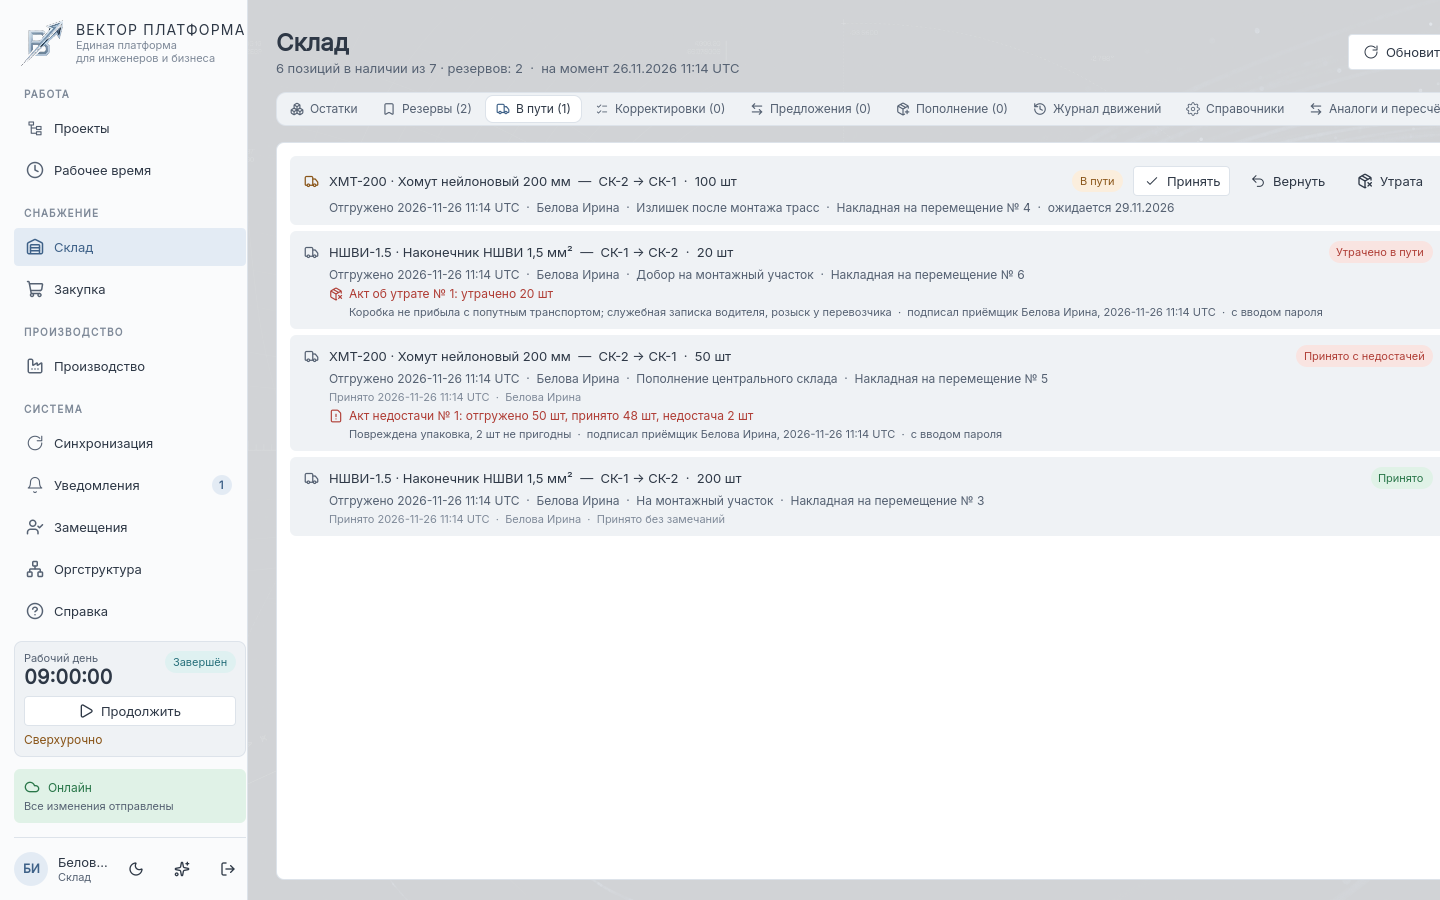 ВЕКТОР ПЛАТФОРМА
Единая платформа
для инженеров и бизнеса
РАБОТА
Проекты
Рабочее время
СНАБЖЕНИЕ
Склад
Закупка
ПРОИЗВОДСТВО
Производство
СИСТЕМА
Синхронизация
Уведомления 1
Замещения
Оргструктура
Справка
Рабочий день Завершён
09:00:00
Продолжить
Сверхурочно
Онлайн
Все изменения отправлены
БИ Белов...
Склад
Склад
6 позиций в наличии из 7 · резервов: 2 · на момент 26.11.2026 11:14 UTC
Обновит
Остатки Резервы (2) В пути (1) Корректировки (0) Предложения (0) Пополнение (0) Журнал движений Справочники Аналоги и пересчё
ХМТ-200 · Хомут нейлоновый 200 мм — СК-2 → СК-1 · 100 шт В пути Принять Вернуть Утрата
Отгружено 2026-11-26 11:14 UTC · Белова Ирина · Излишек после монтажа трасс · Накладная на перемещение № 4 · ожидается 29.11.2026
НШВИ-1.5 · Наконечник НШВИ 1,5 мм² — СК-1 → СК-2 · 20 шт Утрачено в пути
Отгружено 2026-11-26 11:14 UTC · Белова Ирина · Добор на монтажный участок · Накладная на перемещение № 6
Акт об утрате № 1: утрачено 20 шт
Коробка не прибыла с попутным транспортом; служебная записка водителя, розыск у перевозчика · подписал приёмщик Белова Ирина, 2026-11-26 11:14 UTC · с вводом пароля
ХМТ-200 · Хомут нейлоновый 200 мм — СК-2 → СК-1 · 50 шт Принято с недостачей
Отгружено 2026-11-26 11:14 UTC · Белова Ирина · Пополнение центрального склада · Накладная на перемещение № 5
Принято 2026-11-26 11:14 UTC · Белова Ирина
Акт недостачи № 1: отгружено 50 шт, принято 48 шт, недостача 2 шт
Повреждена упаковка, 2 шт не пригодны · подписал приёмщик Белова Ирина, 2026-11-26 11:14 UTC · с вводом пароля
НШВИ-1.5 · Наконечник НШВИ 1,5 мм² — СК-1 → СК-2 · 200 шт Принято
Отгружено 2026-11-26 11:14 UTC · Белова Ирина · На монтажный участок · Накладная на перемещение № 3
Принято 2026-11-26 11:14 UTC · Белова Ирина · Принято без замечаний